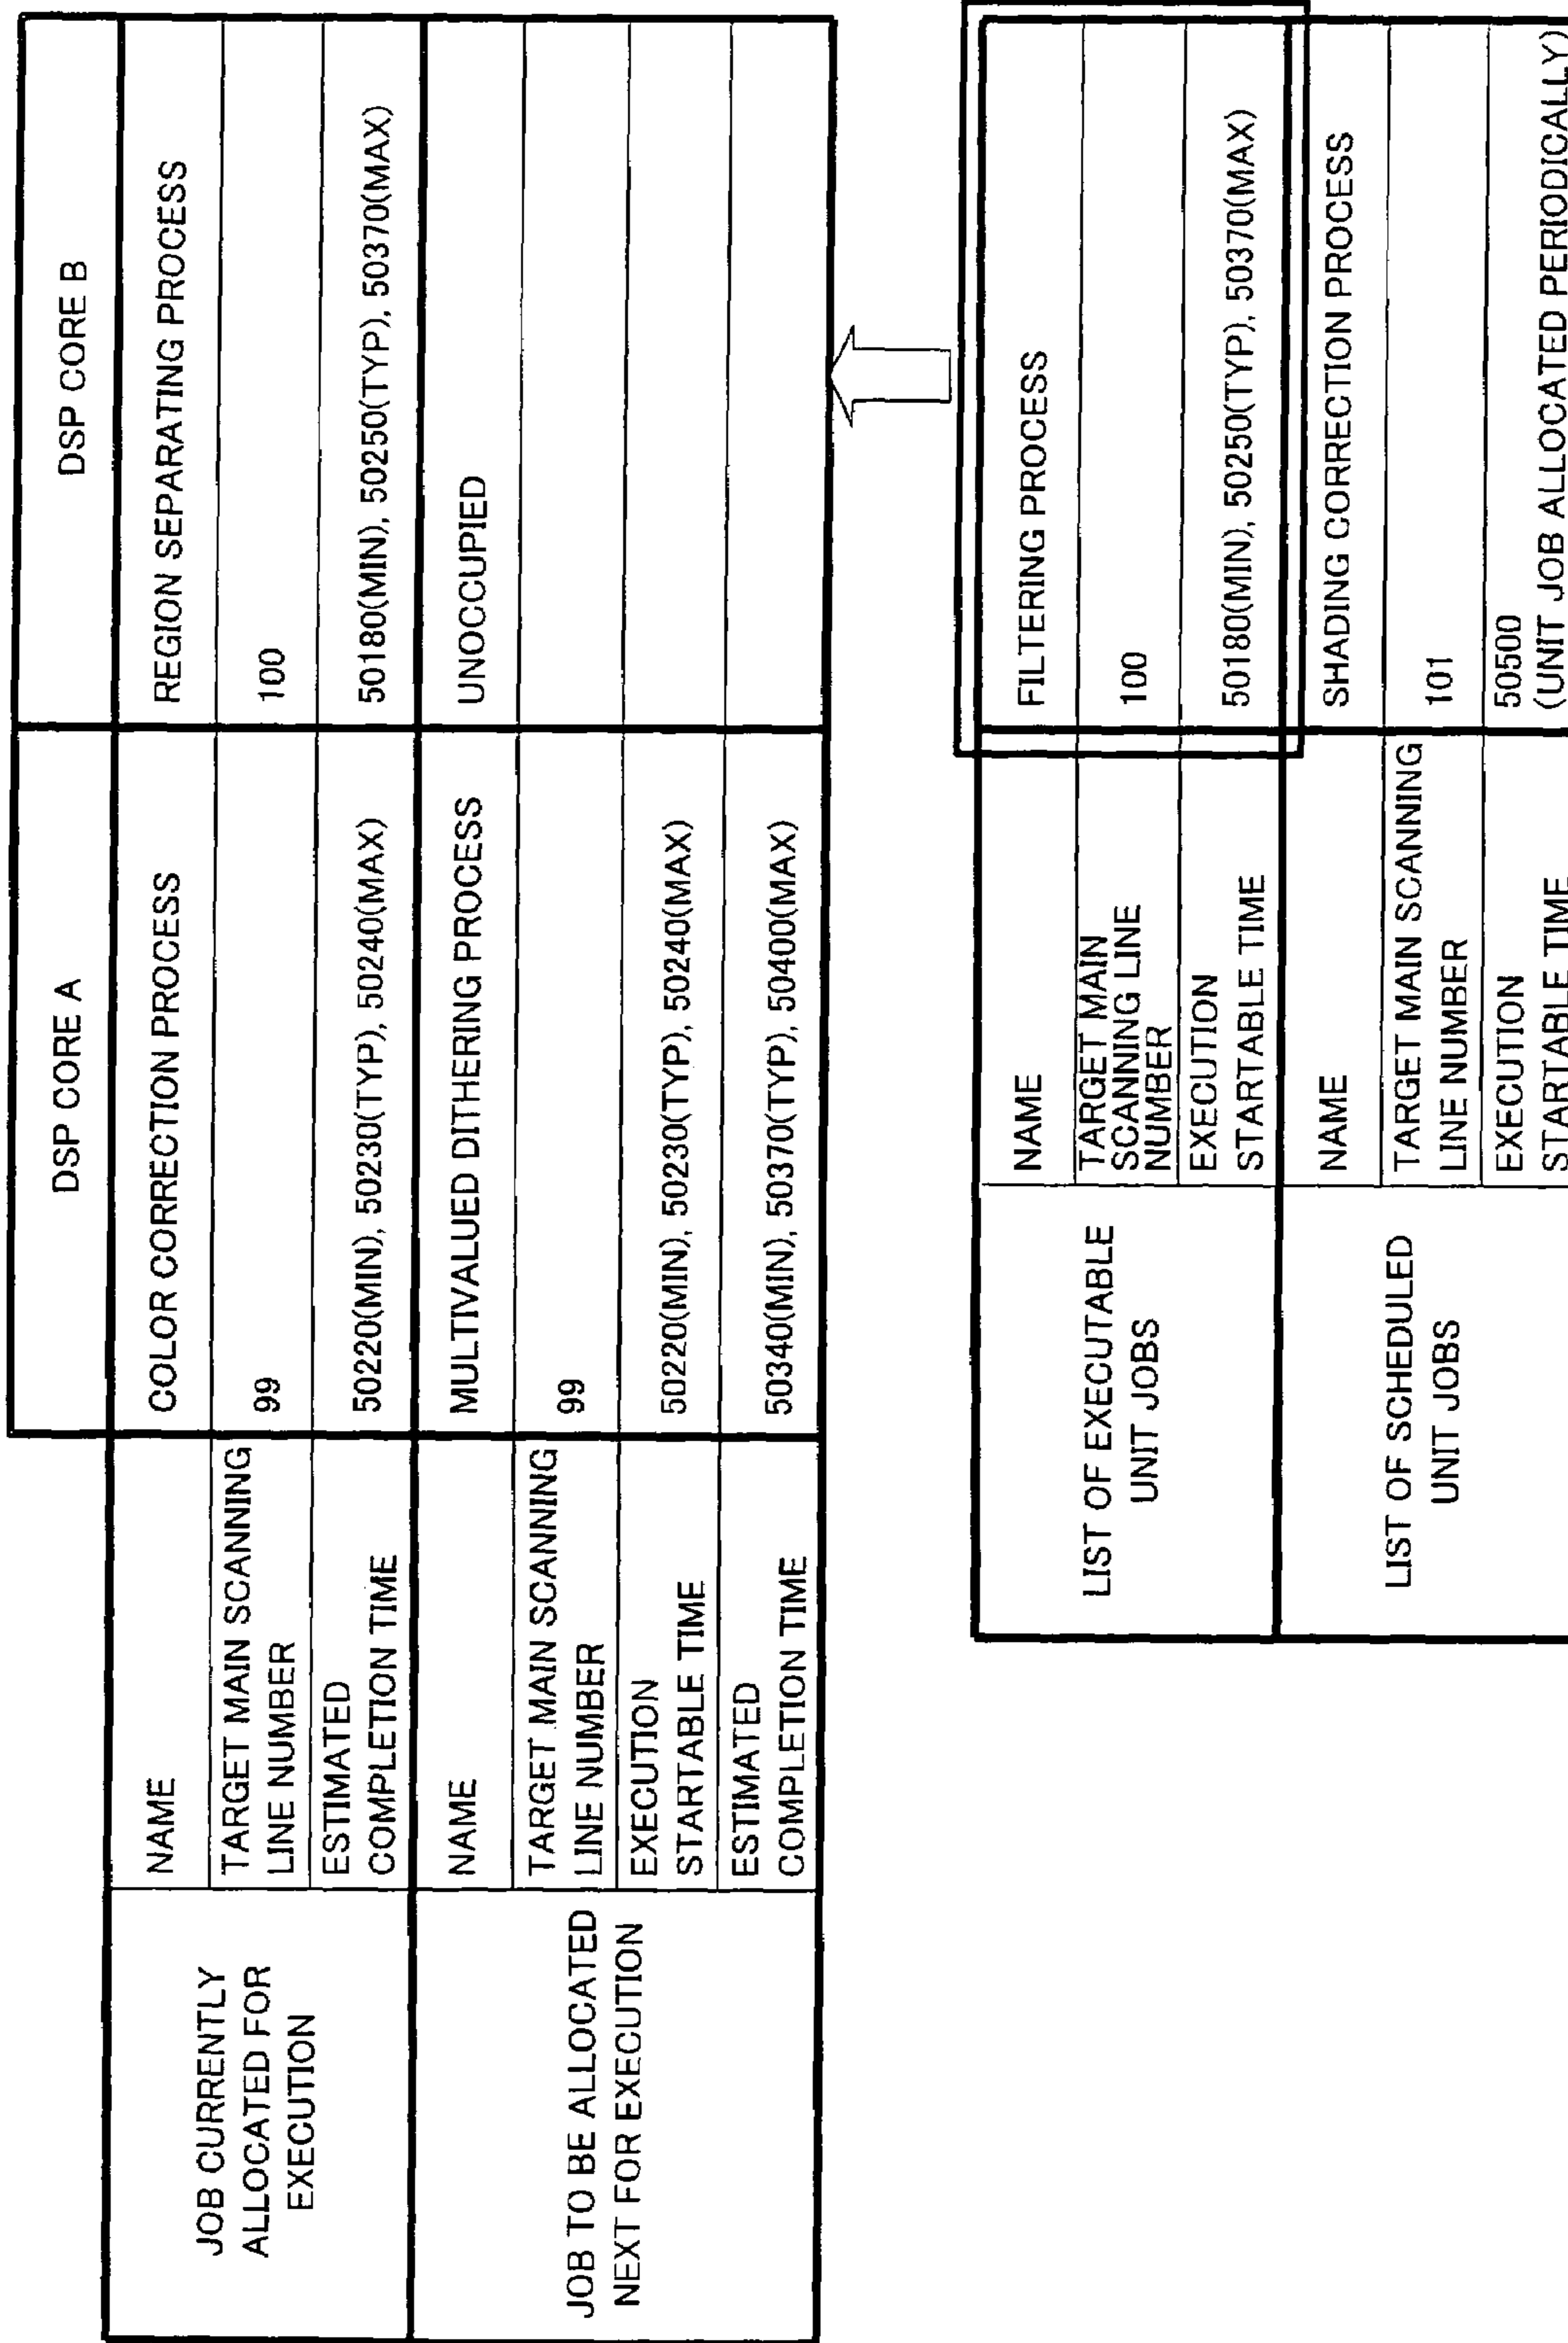 DSP CORE A
DSP CORE B
JOB CURRENTLY
ALLOCATED FOR
EXECUTION
NAME
COLOR CORRECTION PROCESS
REGION SEPARATING PROCESS
TARGET MAIN SCANNING
LINE NUMBER
99
100
ESTIMATED
COMPLETION TIME
50220(MIN), 50230(TYP), 50240(MAX)
50180(MIN), 50250(TYP), 50370(MAX)
JOB TO BE ALLOCATED
NEXT FOR EXECUTION
NAME
MULTIVALUED DITHERING PROCESS
UNOCCUPIED
TARGET MAIN SCANNING
LINE NUMBER
99
EXECUTION
STARTABLE TIME
50220(MIN), 50230(TYP), 50240(MAX)
ESTIMATED
COMPLETION TIME
50340(MIN), 50370(TYP), 50400(MAX)
LIST OF EXECUTABLE
UNIT JOBS
NAME
FILTERING PROCESS
TARGET MAIN
SCANNING LINE
NUMBER
100
EXECUTION
STARTABLE TIME
50180(MIN), 50250(TYP), 50370(MAX)
LIST OF SCHEDULED
UNIT JOBS
NAME
SHADING CORRECTION PROCESS
TARGET MAIN SCANNING
LINE NUMBER
101
EXECUTION
STARTABLE TIME
50500
(UNIT JOB ALLOCATED PERIODICALLY)